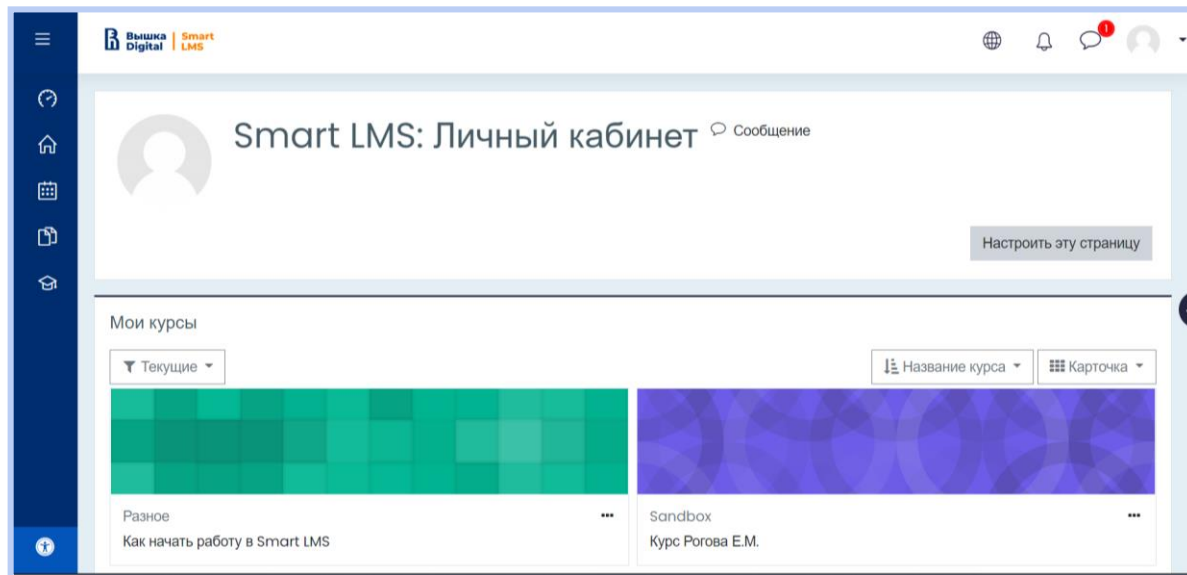 Вышка | Smart
Digital | LMS
1
Smart LMS: Личный кабинет
Сообщение
Настроить эту страницу
Мои курсы
Текущие
Название курса
Карточка
Разное
Как начать работу в Smart LMS
Sandbox
Курс Рогова Е.М.